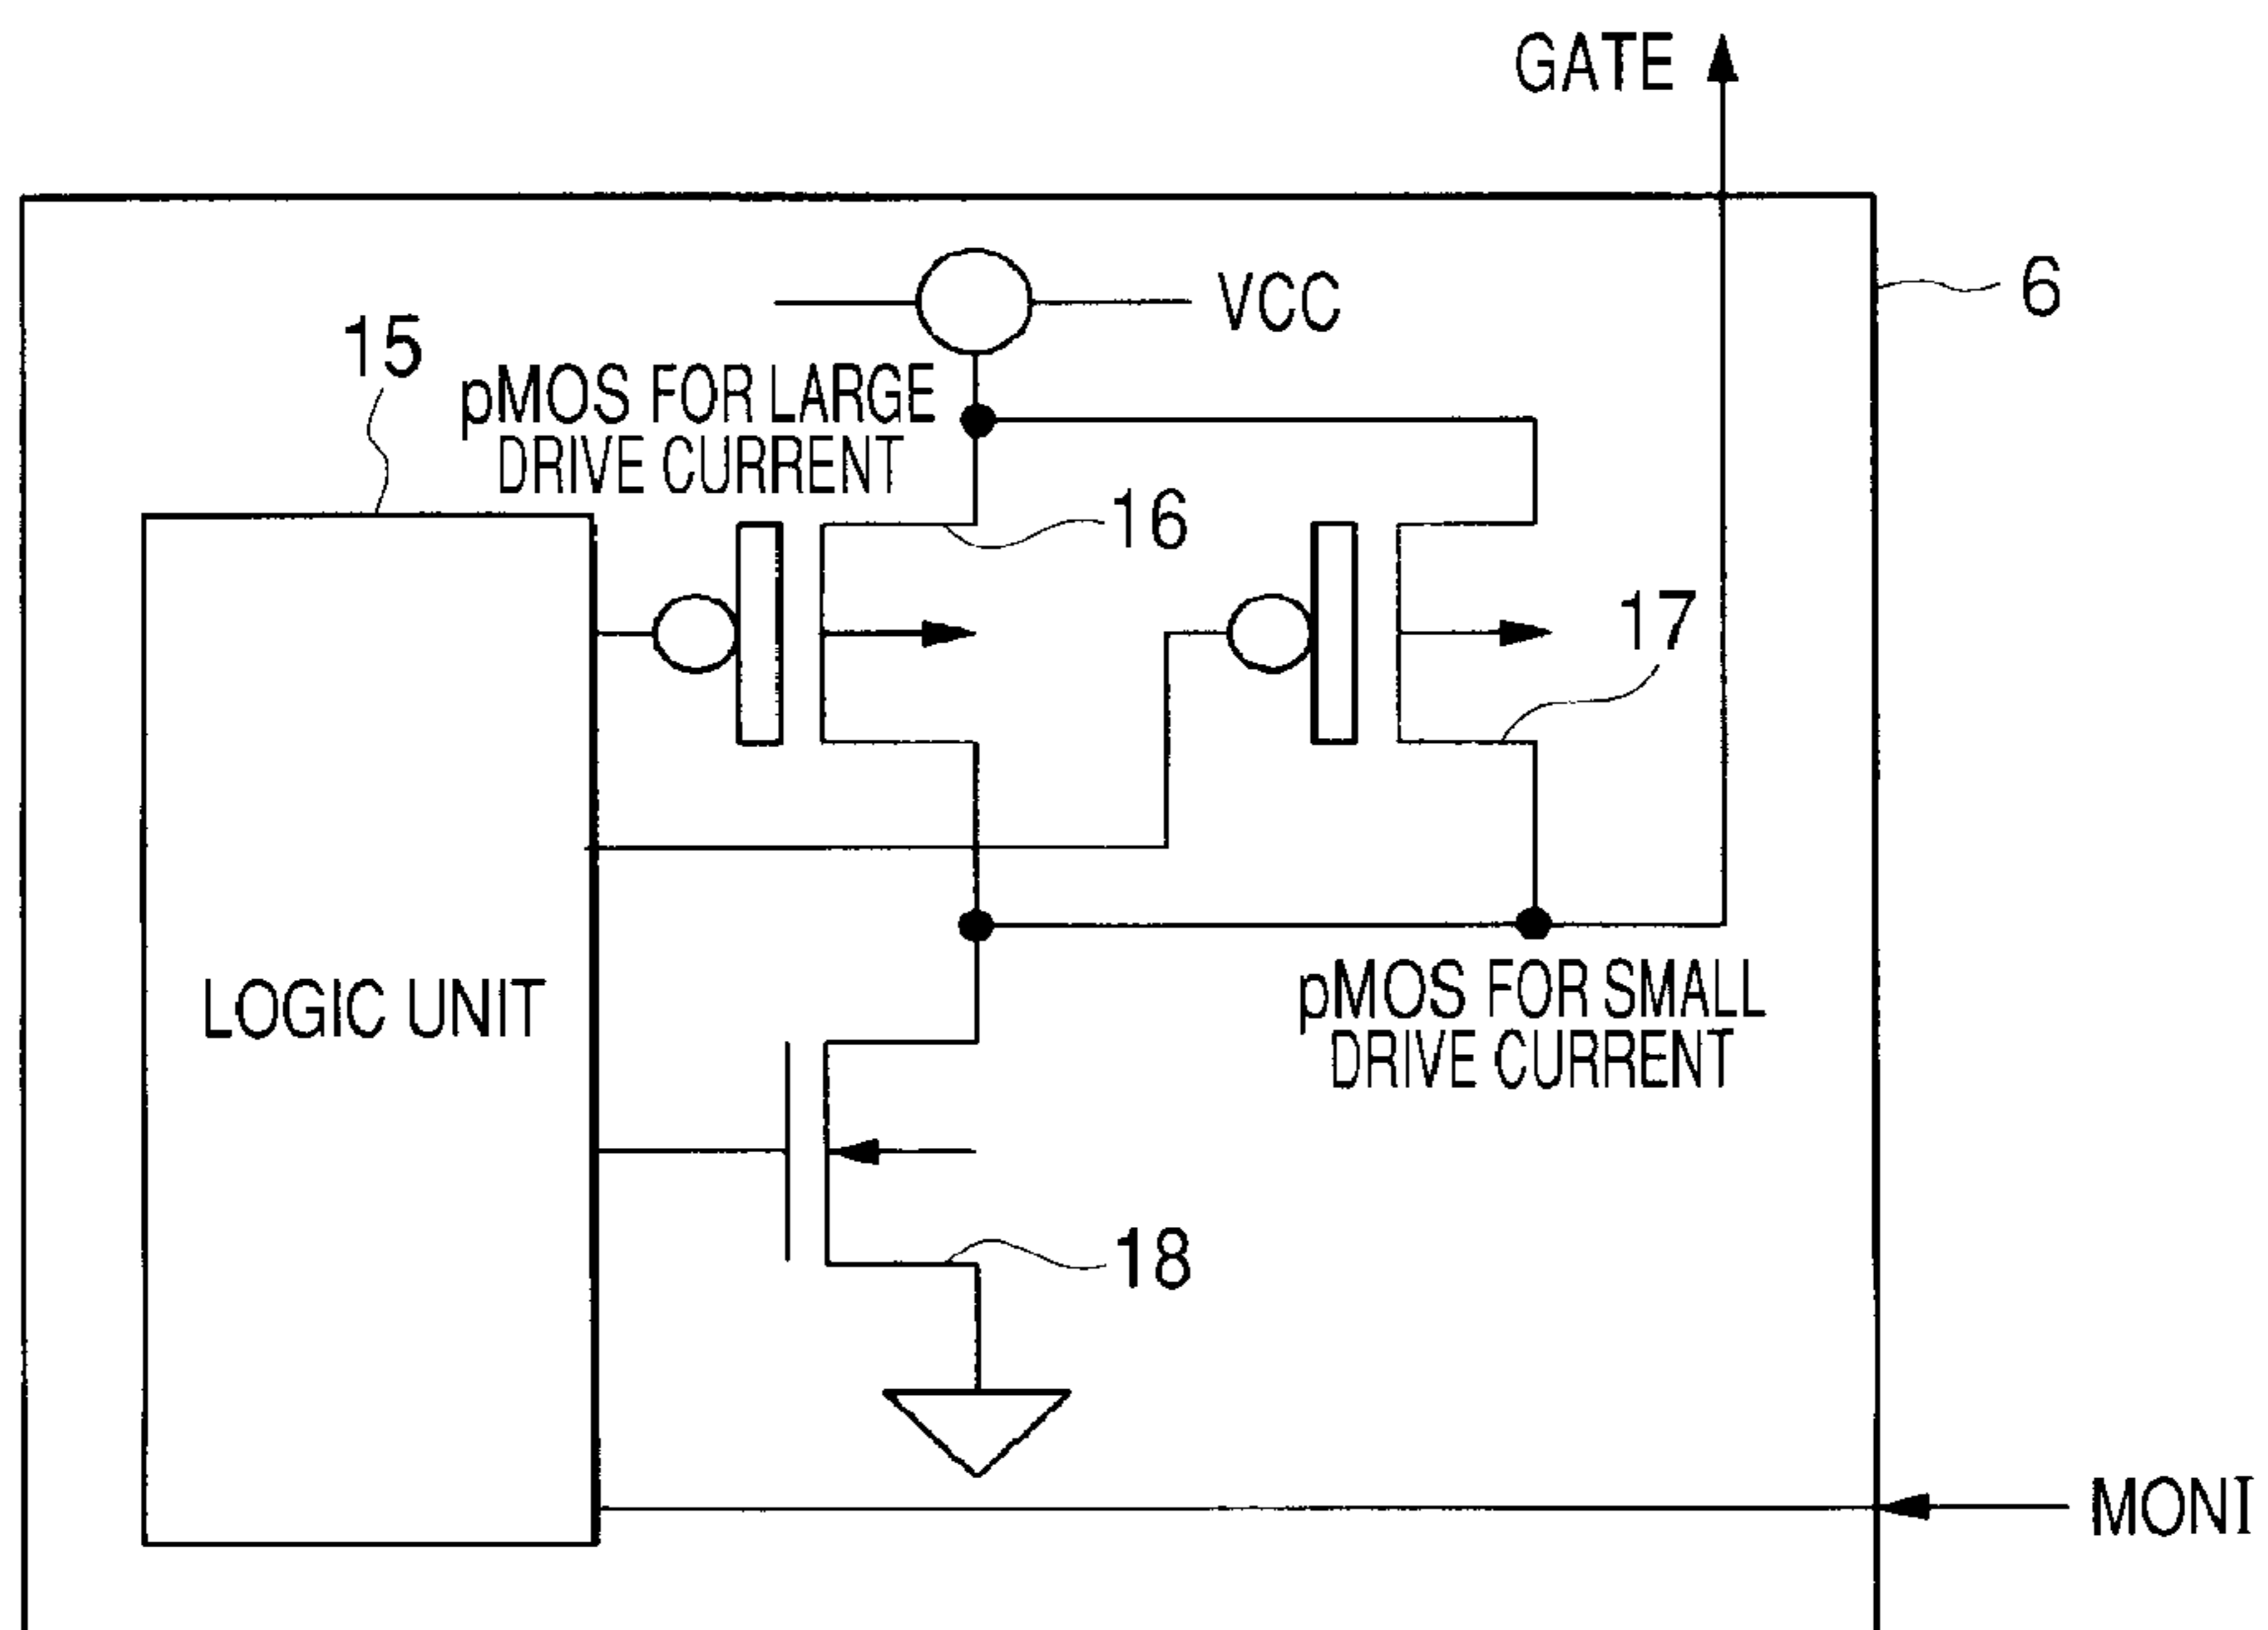 GATE
VCC
6
15
pMOS FOR LARGE
DRIVE CURRENT
16
17
LOGIC UNIT
pMOS FOR SMALL
DRIVE CURRENT
18
MONI